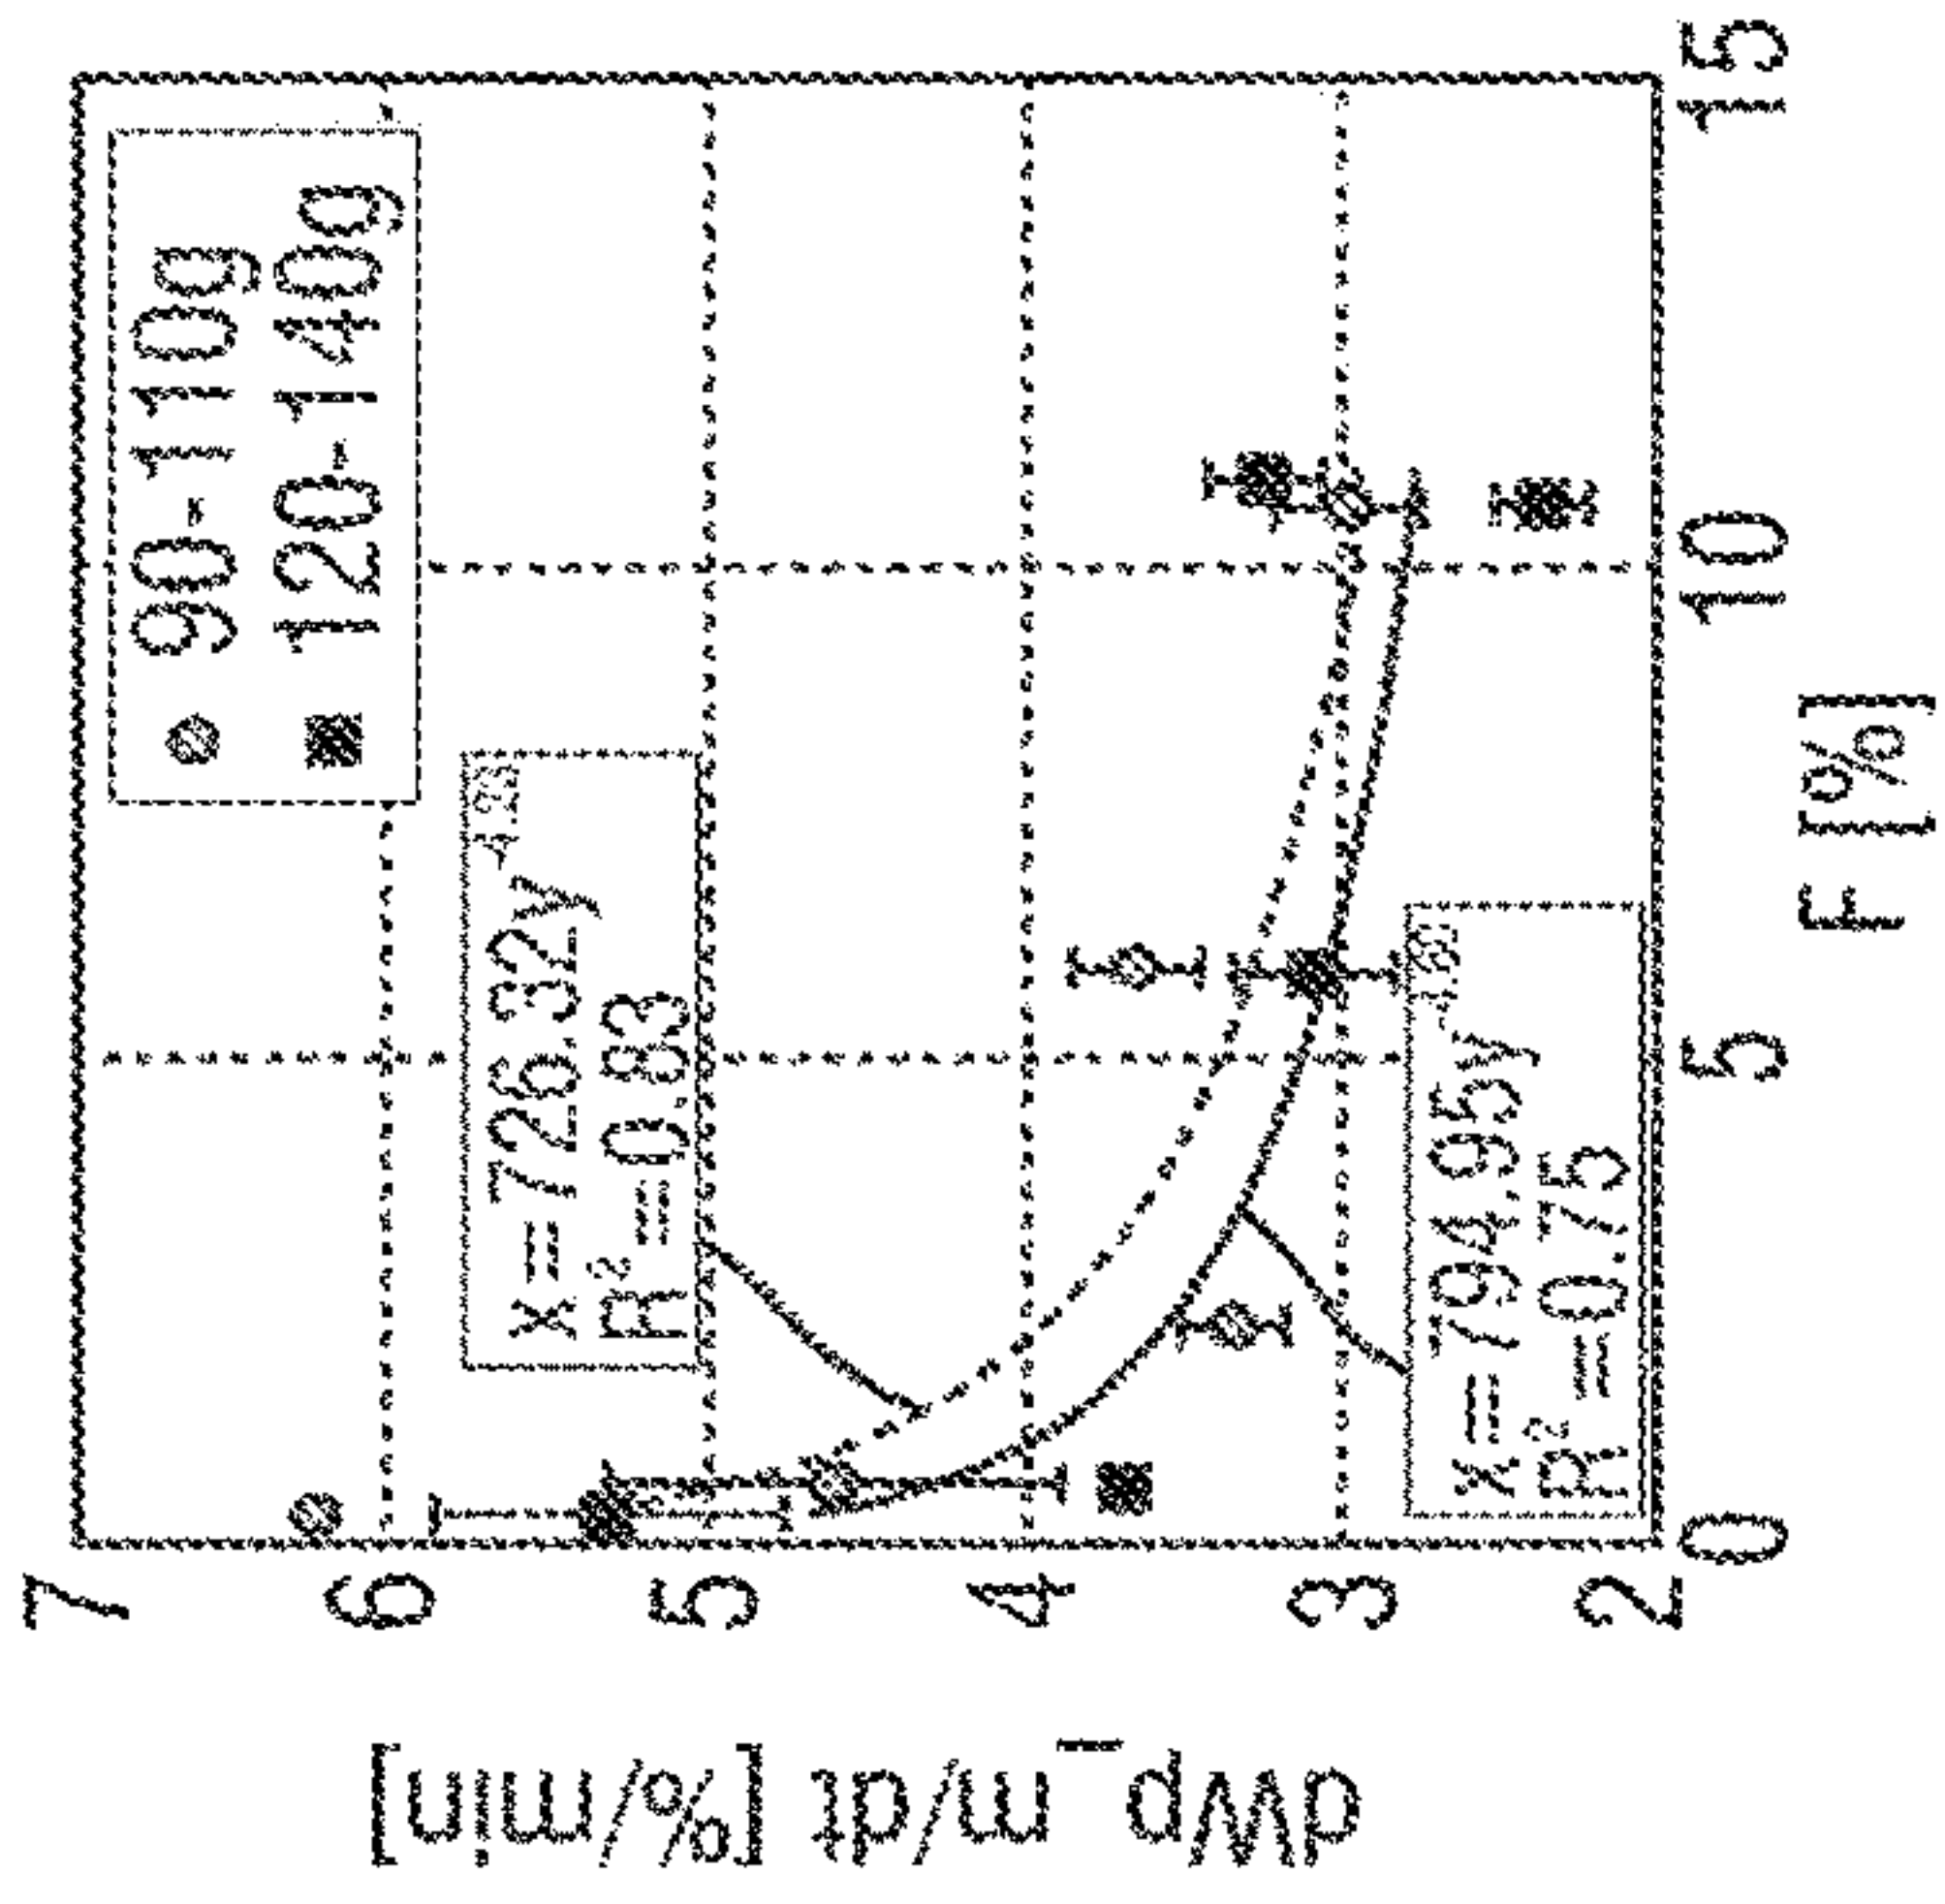 dWp_m/dt [%/min]
7
6
5
4
3
2
90-110g
120-140g
x=726.32y
R²=0.83
x=794.95y
R²=0.75
0
5
10
15
F [%]